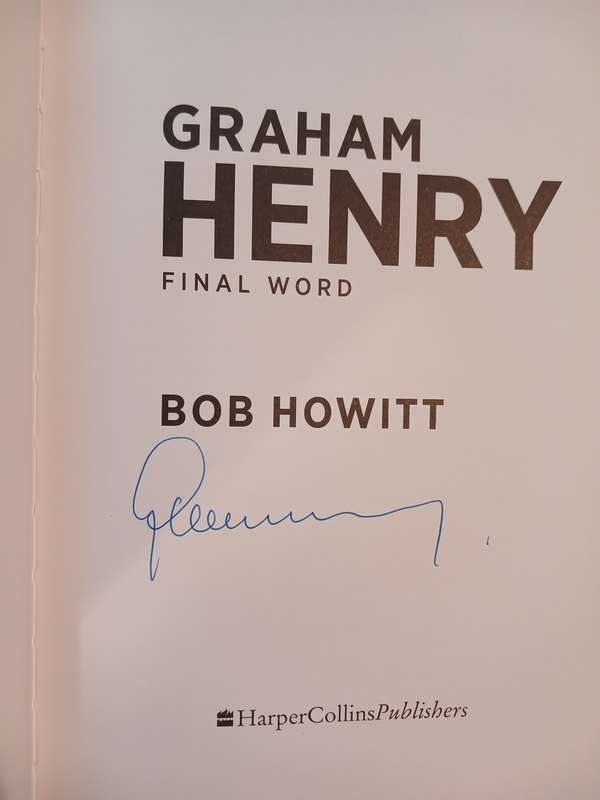 GRAHAM
HENRY
FINAL WORD
BOB HOWITT
HarperCollinsPublishers